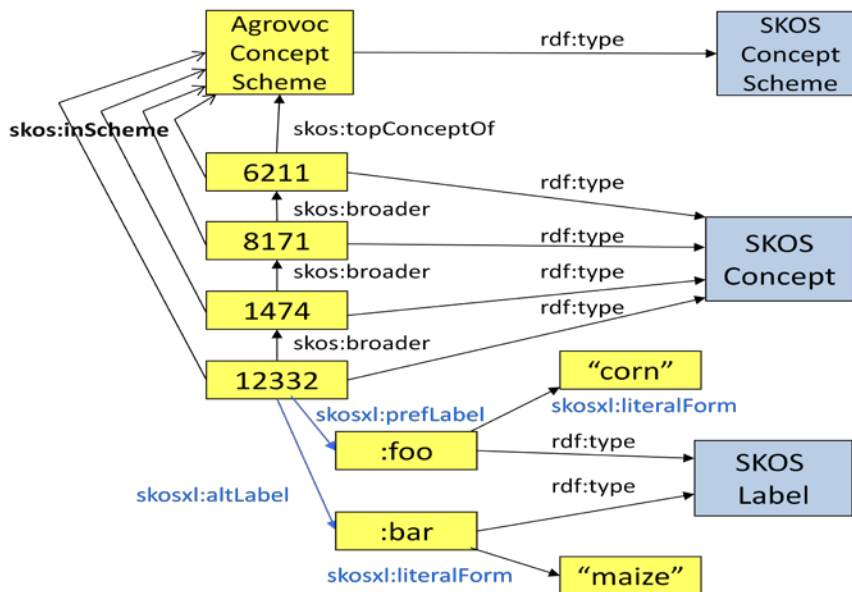 Agrovoc
Concept
Scheme
rdf:type
SKOS
Concept
Scheme
skos:inScheme
skos:topConceptOf
6211
rdf:type
skos:broader
8171
rdf:type
SKOS
Concept
skos:broader
rdf:type
1474
rdf:type
skos:broader
12332
“corn”
skosxl:prefLabel
skosxl:literalForm
:foo
rdf:type
SKOS
Label
skosxl:altLabel
rdf:type
:bar
skosxl:literalForm
“maize”